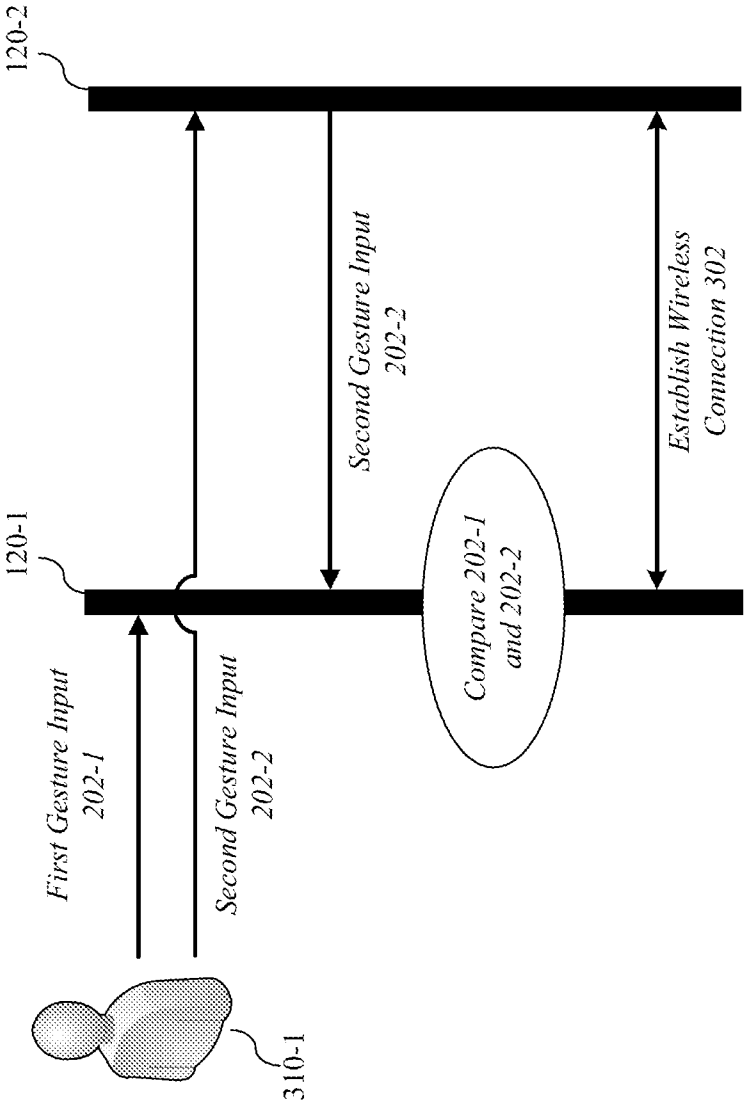 120-1
120-2
First Gesture Input
202-1
Second Gesture Input
202-2
310-1
Second Gesture Input
202-2
Compare 202-1
and 202-2
Establish Wireless
Connection 302